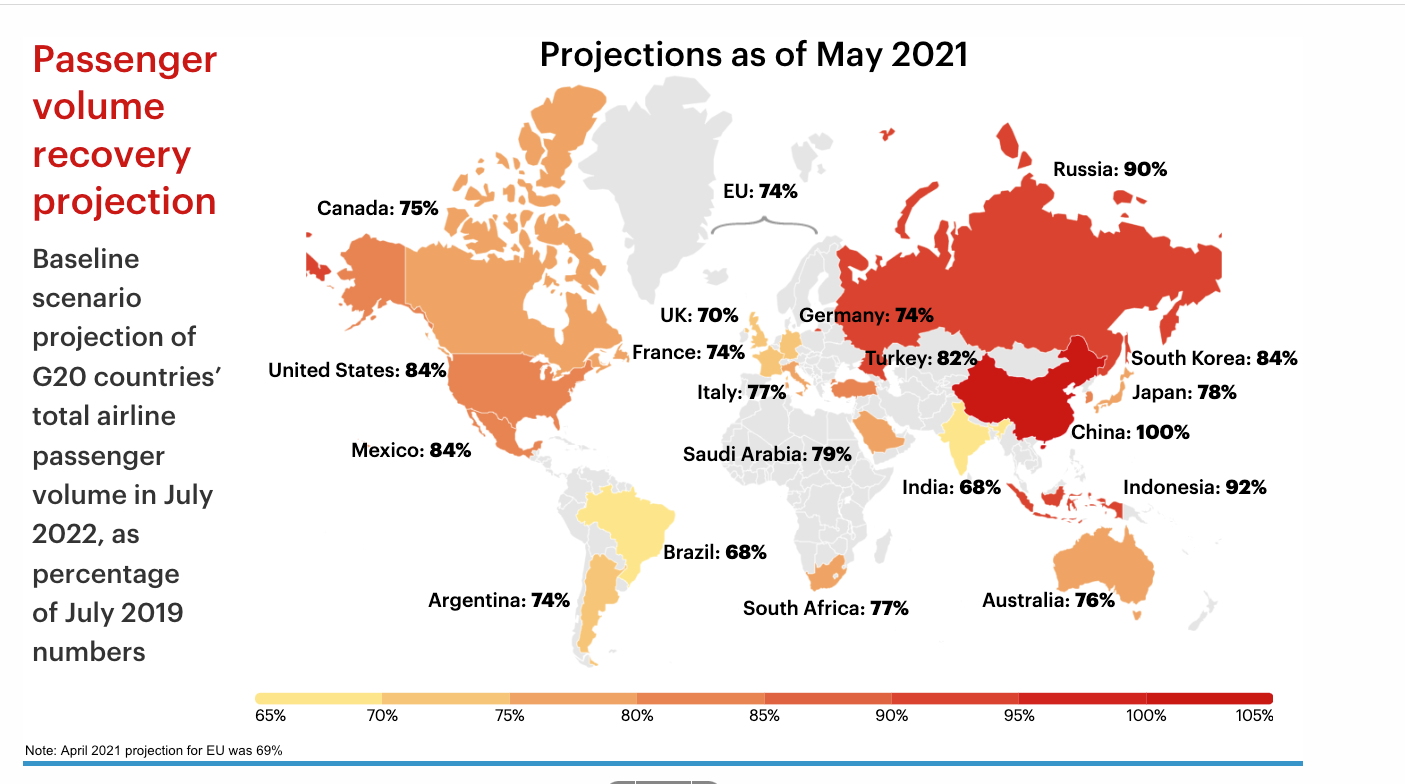 Passenger
volume
recovery
projection
Baseline
scenario
projection of
G20 countries’
total airline
passenger
volume in July
2022, as
percentage
of July 2019
numbers
Projections as of May 2021
Russia: 90%
EU: 74%
Canada: 75%
UK: 70%
Germany: 74%
France: 74%
Turkey: 82%
South Korea: 84%
United States: 84%
Italy: 77%
Japan: 78%
China: 100%
Mexico: 84%
Saudi Arabia: 79%
India: 68%
Indonesia: 92%
Brazil: 68%
Argentina: 74%
South Africa: 77%
Australia: 76%
65% 70% 75% 80% 85% 90% 95% 100% 105%
Note: April 2021 projection for EU was 69%